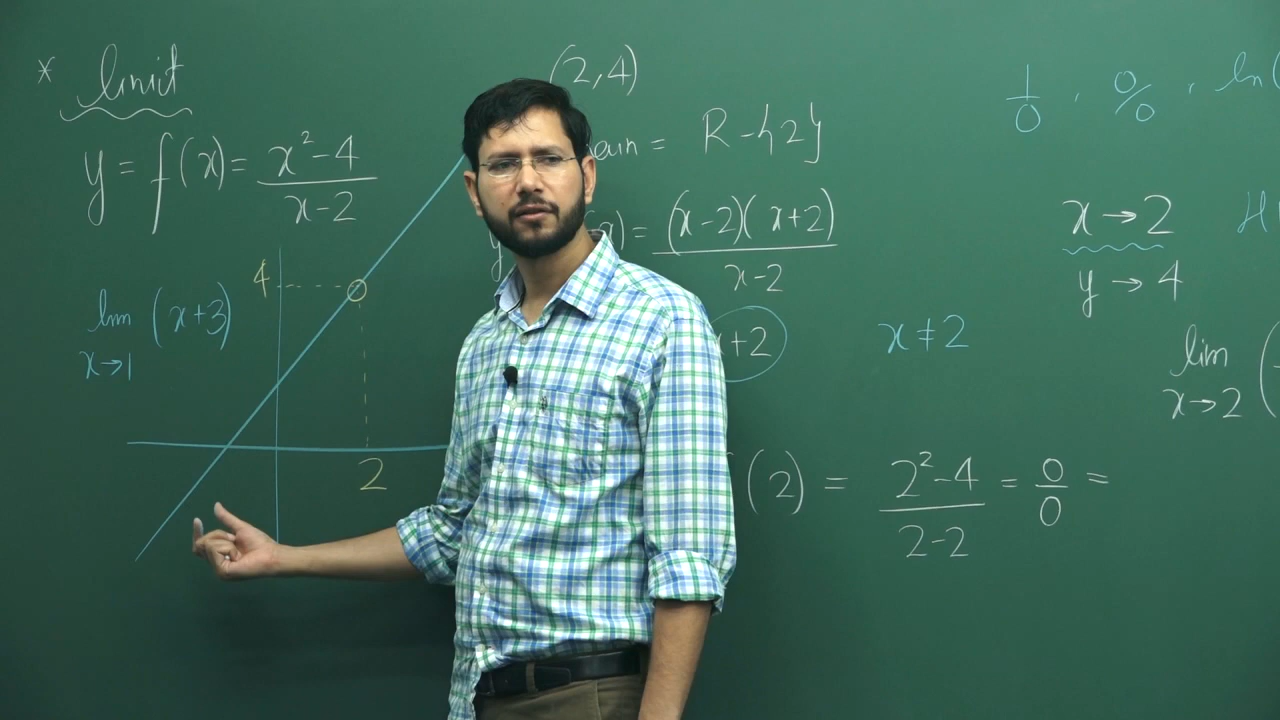 * limit
y = f(x) = x²-4 / x-2
4
lim x→1 (x+3)
2
(2,4)
= R-{2}
= (x-2)(x+2) / x-2
+2
x ≠ 2
(2) = 2²-4 / 2-2 = 0/0 =
1/0 , 0/0 , ln(
x→2
y→4
lim x→2 (